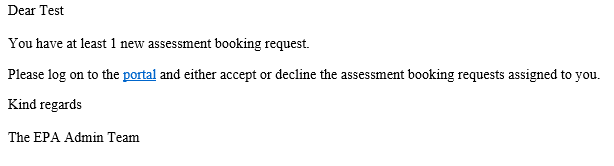 Dear Test
You have at least 1 new assessment booking request.
Please log on to the portal and either accept or decline the assessment booking requests assigned to you.
Kind regards
The EPA Admin Team